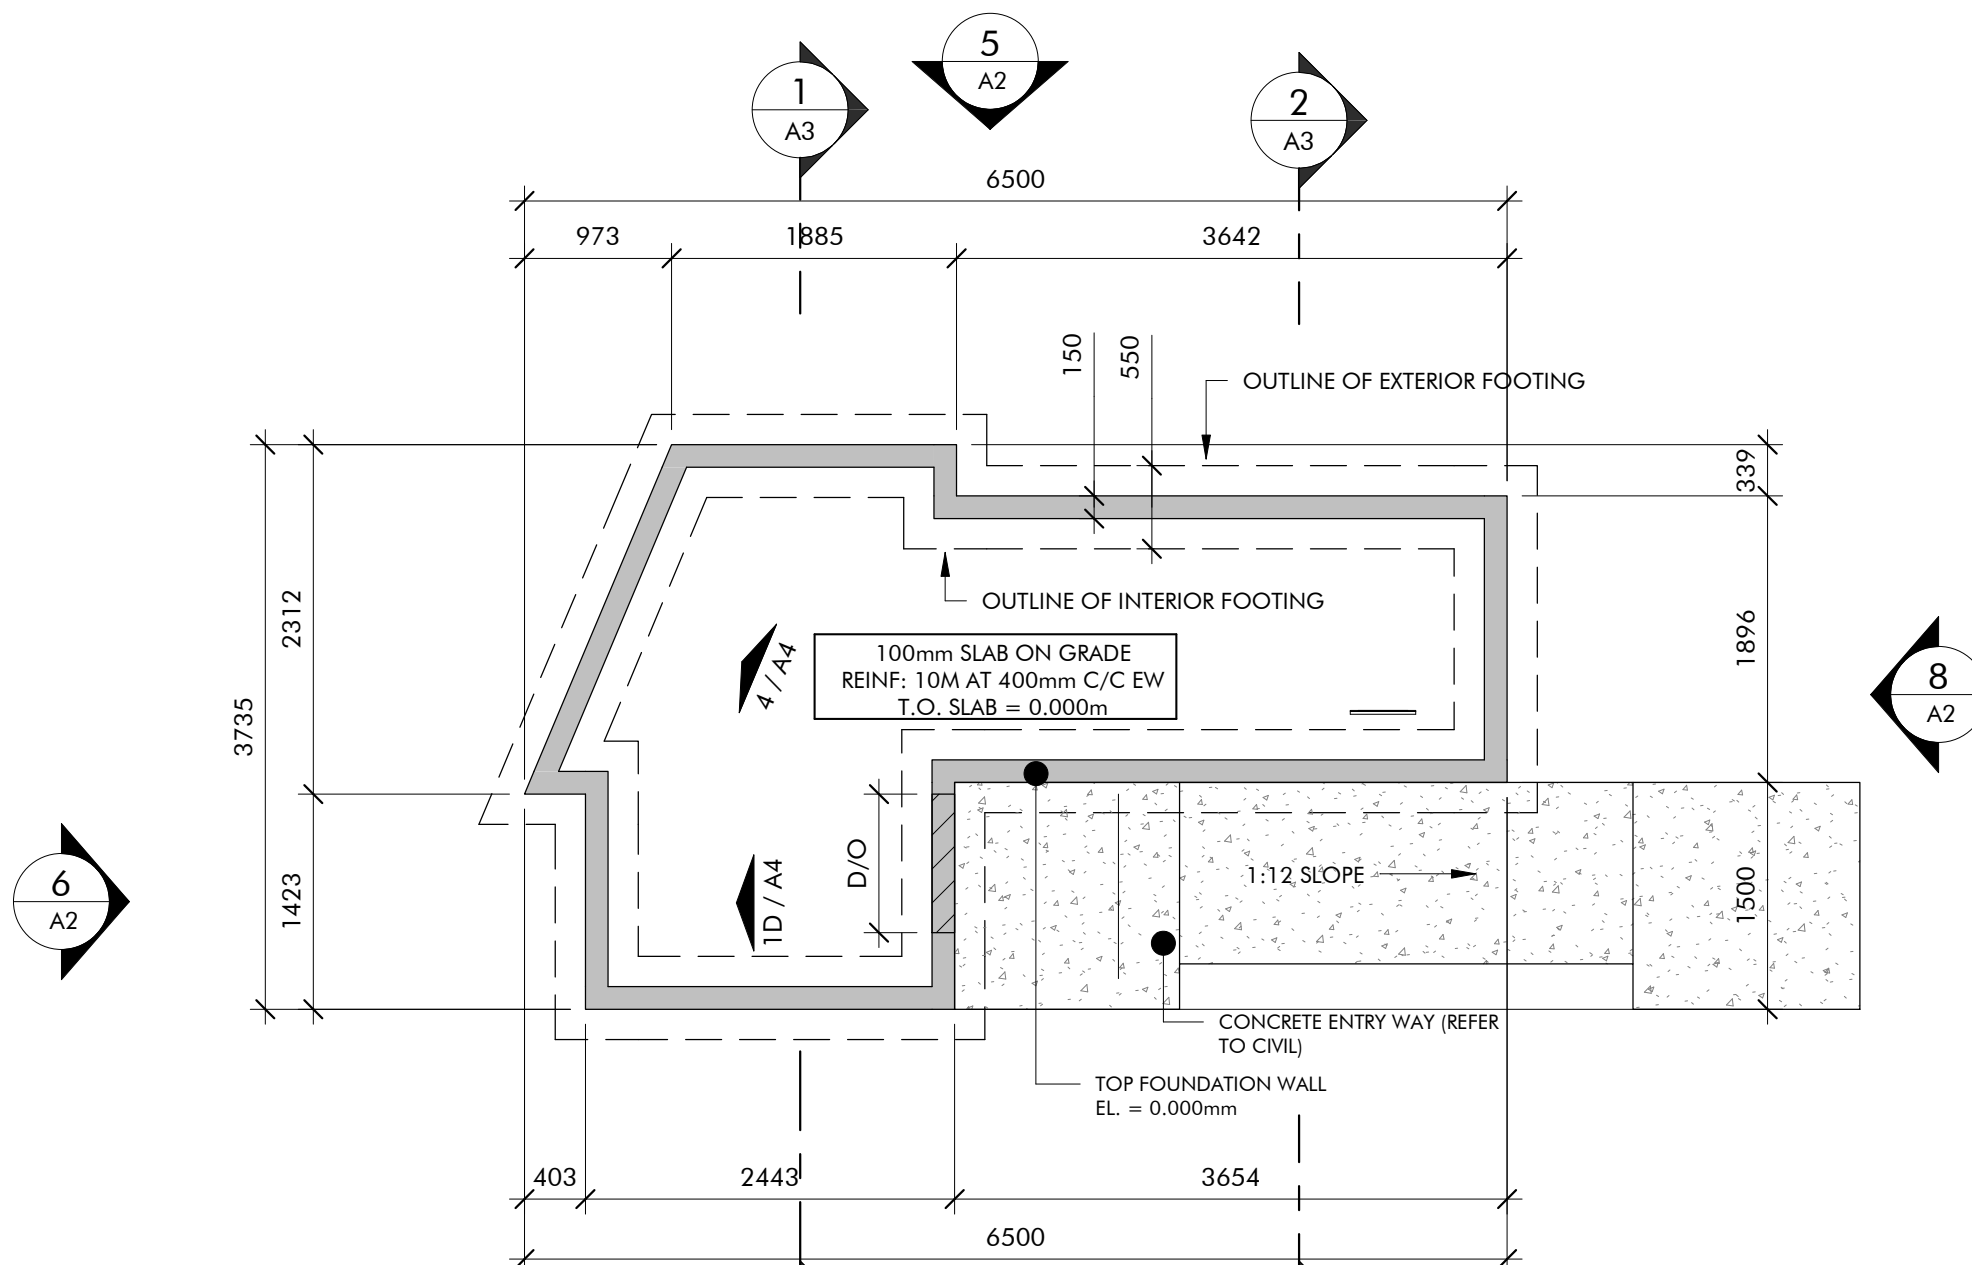 5
A2
1
A3
2
A3
6500
973
1885
3642
150
550
OUTLINE OF EXTERIOR FOOTING
339
2312
OUTLINE OF INTERIOR FOOTING
1896
4 / A4
100mm SLAB ON GRADE
REINF: 10M AT 400mm C/C EW
T.O. SLAB = 0.000m
8
A2
3735
6
A2
1423
1D / A4
D/O
1:12 SLOPE
1500
CONCRETE ENTRY WAY (REFER
TO CIVIL)
TOP FOUNDATION WALL
EL. = 0.000mm
403
2443
3654
6500